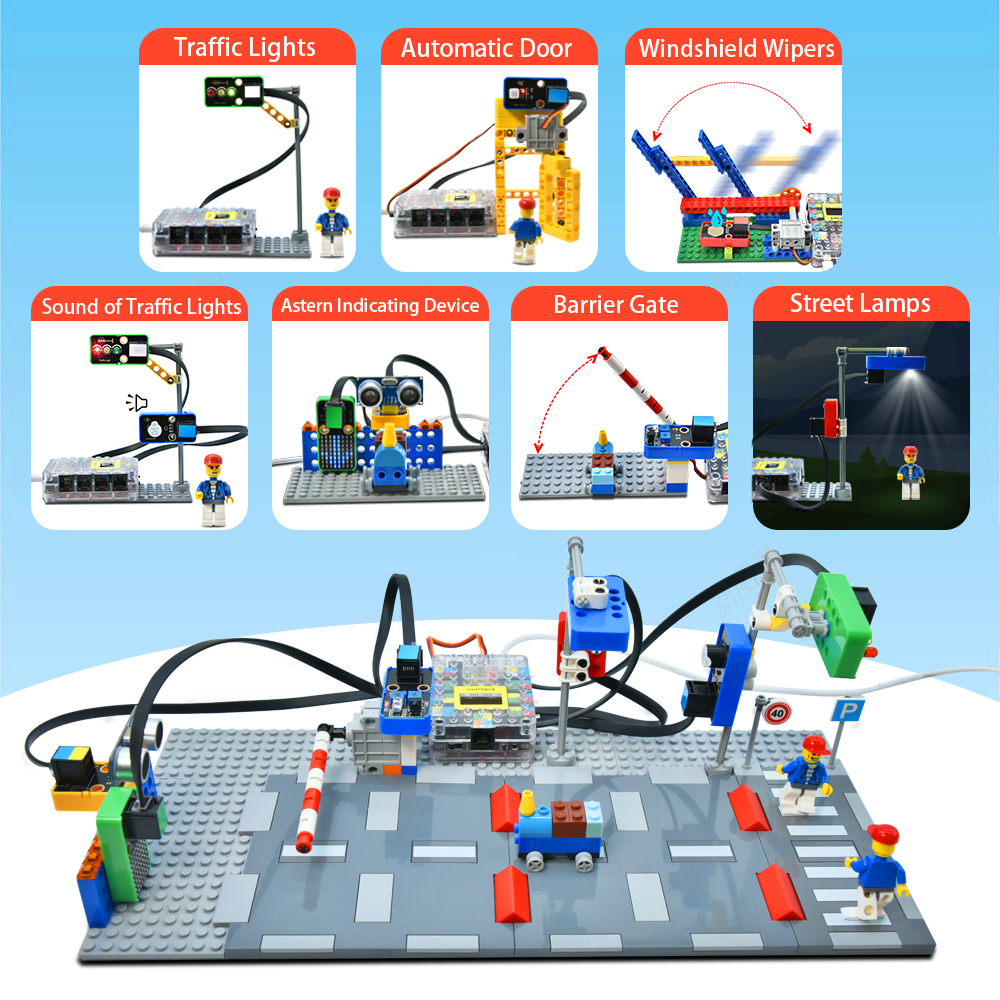 Traffic Lights
Automatic Door
Windshield Wipers
Sound of Traffic Lights
Astern Indicating Device
Barrier Gate
Street Lamps
40
P